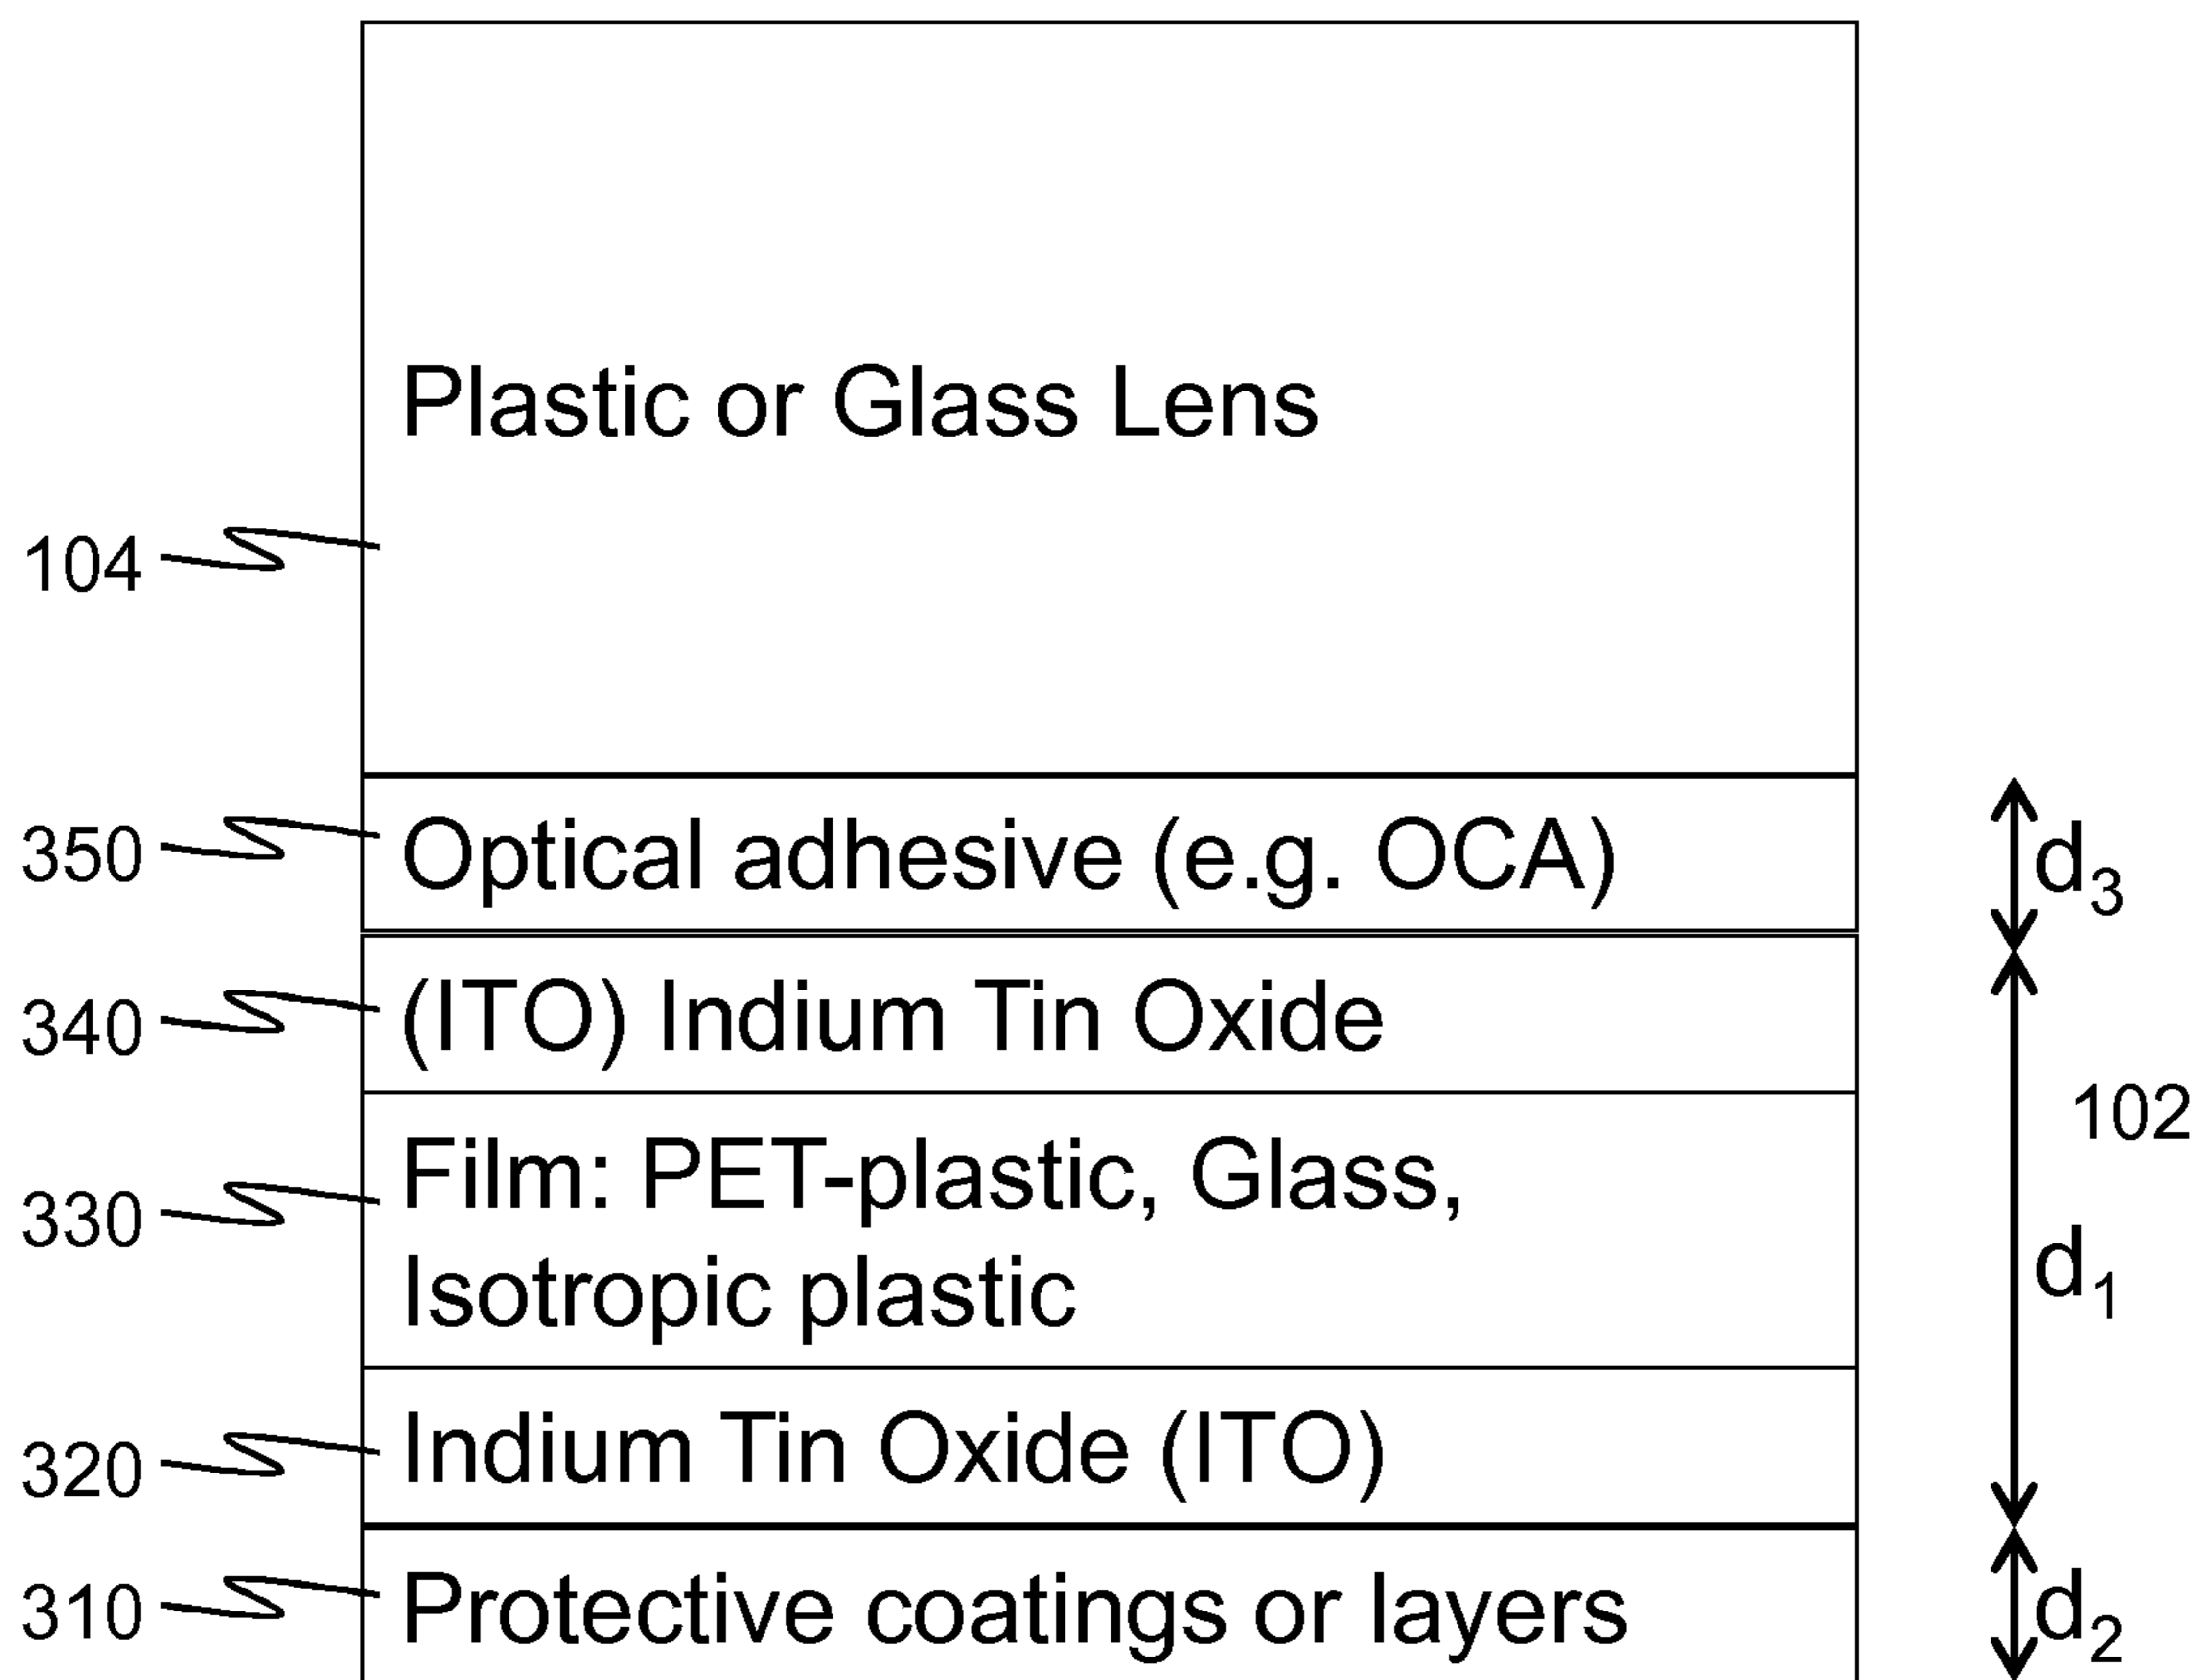 Plastic or Glass Lens
104
350
Optical adhesive (e.g. OCA)
d3
340
(ITO) Indium Tin Oxide
102
330
Film: PET-plastic, Glass,
Isotropic plastic
d1
320
Indium Tin Oxide (ITO)
310
Protective coatings or layers
d2